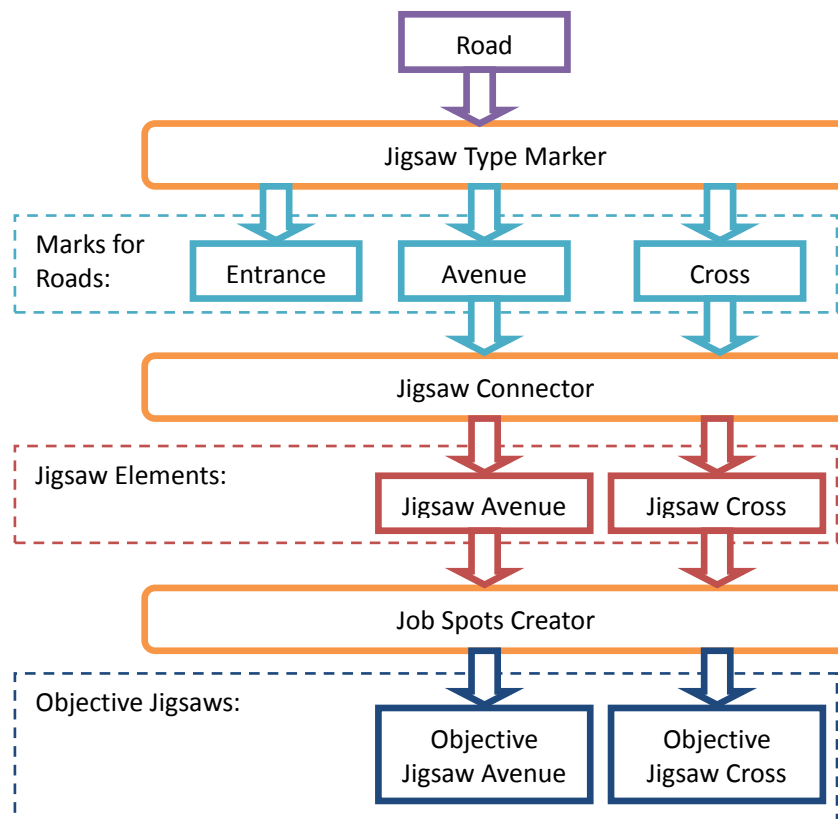 Road
Jigsaw Type Marker
Marks for
Roads:
Entrance
Avenue
Cross
Jigsaw Connector
Jigsaw Elements:
Jigsaw Avenue
Jigsaw Cross
Job Spots Creator
Objective Jigsaws:
Objective
Jigsaw Avenue
Objective
Jigsaw Cross